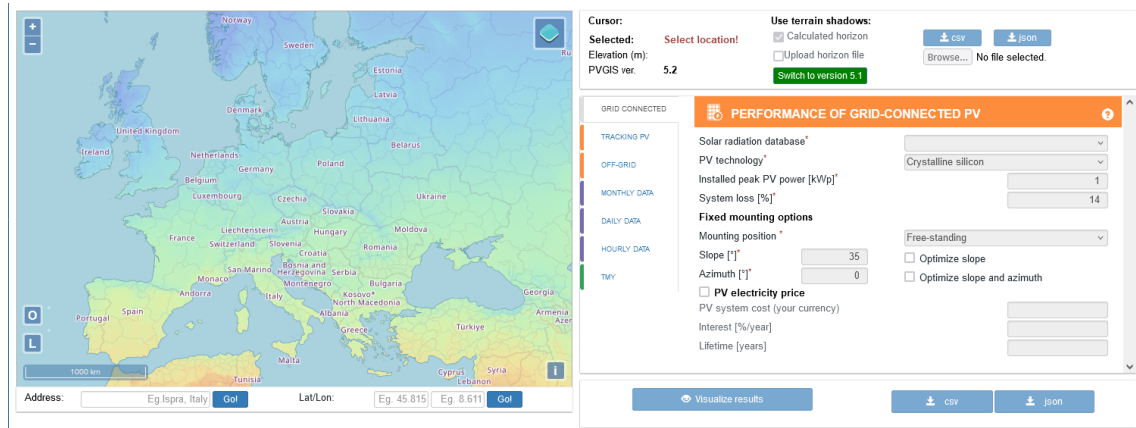 +
−
Norway
Sweden
Ru
Estonia
Latvia
Denmark
Lithuania
United Kingdom
Ireland
Belarus
Netherlands
Poland
Germany
Belgium
Luxembourg
Czechia
Ukraine
Slovakia
Austria
Liechtenstein
Hungary
Moldova
France
Switzerland
Slovenia
Croatia
Romania
San Marino
Bosnia and
Herzegovina
Serbia
Monaco
Montenegro
Bulgaria
Andorra
Italy
Kosovo*
North Macedonia
Georgia
Portugal
Spain
Albania
Armenia
Azer
Greece
Türkiye
O
L
Malta
Cyprus
Syria
Lebanon
Tunisia
1000 km
i
Address:
Eg.Ispra, Italy
Go!
Lat/Lon:
Eg. 45.815
Eg. 8.611
Go!
Cursor:
Selected: Select location!
Elevation (m):
PVGIS ver. 5.2
Use terrain shadows:
Calculated horizon
Upload horizon file
Switch to version 5.1
csv
json
Browse... No file selected.
GRID CONNECTED
TRACKING PV
OFF-GRID
MONTHLY DATA
DAILY DATA
HOURLY DATA
TMY
PERFORMANCE OF GRID-CONNECTED PV
?
Solar radiation database*
PV technology* Crystalline silicon
Installed peak PV power [kWp]* 1
System loss [%]* 14
Fixed mounting options
Mounting position * Free-standing
Slope [°]* 35 Optimize slope
Azimuth [°]* 0 Optimize slope and azimuth
PV electricity price
PV system cost (your currency)
Interest [%/year]
Lifetime [years]
Visualize results
csv
json